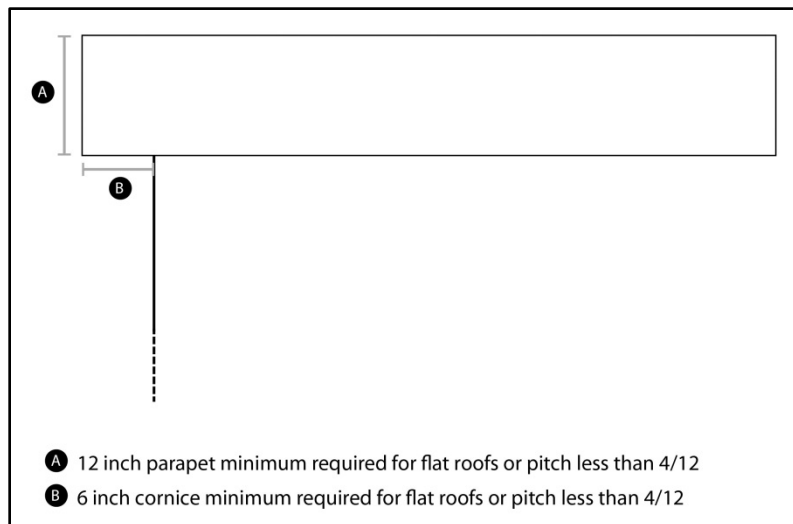 A
B
A 12 inch parapet minimum required for flat roofs or pitch less than 4/12
B 6 inch cornice minimum required for flat roofs or pitch less than 4/12